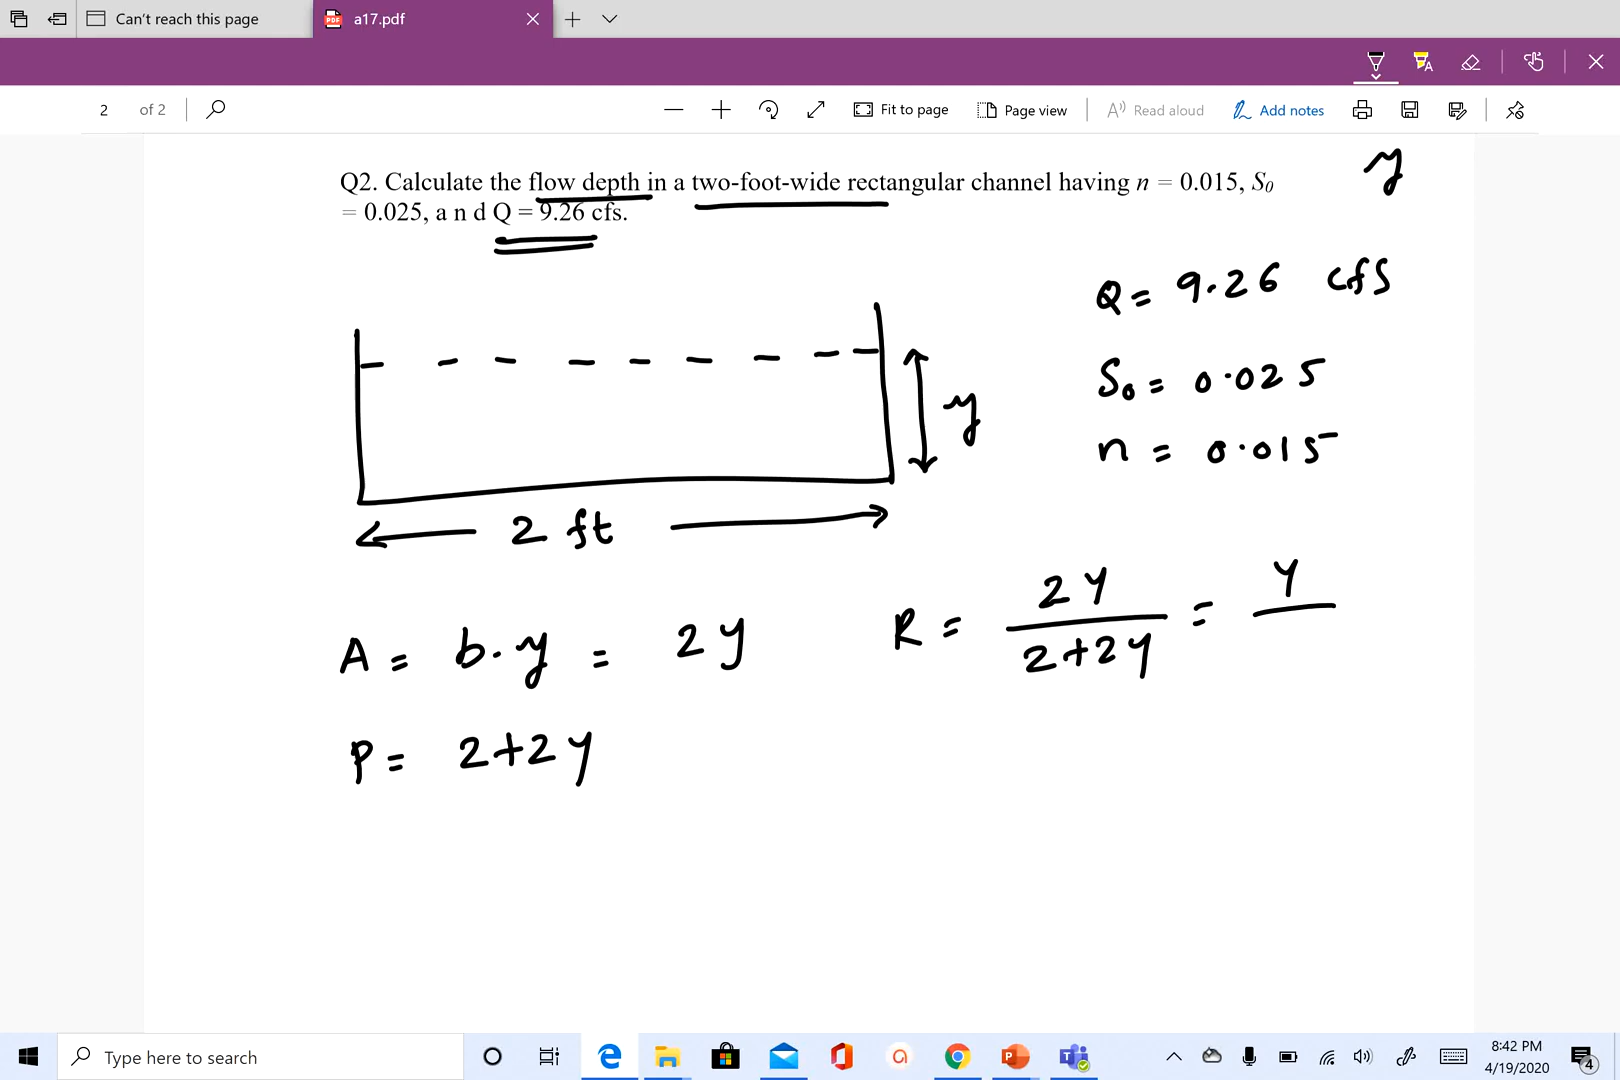 Can't reach this page
a17.pdf
2 of 2
Fit to page
Page view
Read aloud
Add notes
Q2. Calculate the flow depth in a two-foot-wide rectangular channel having n = 0.015, S0
= 0.025, a n d Q = 9.26 cfs.
y
Q = 9.26 cfs
S0 = 0.025
n = 0.015
y
2 ft
A = b.y = 2y
R = 2y / 2+2y = y
P = 2+2y
Type here to search
8:42 PM
4/19/2020
4